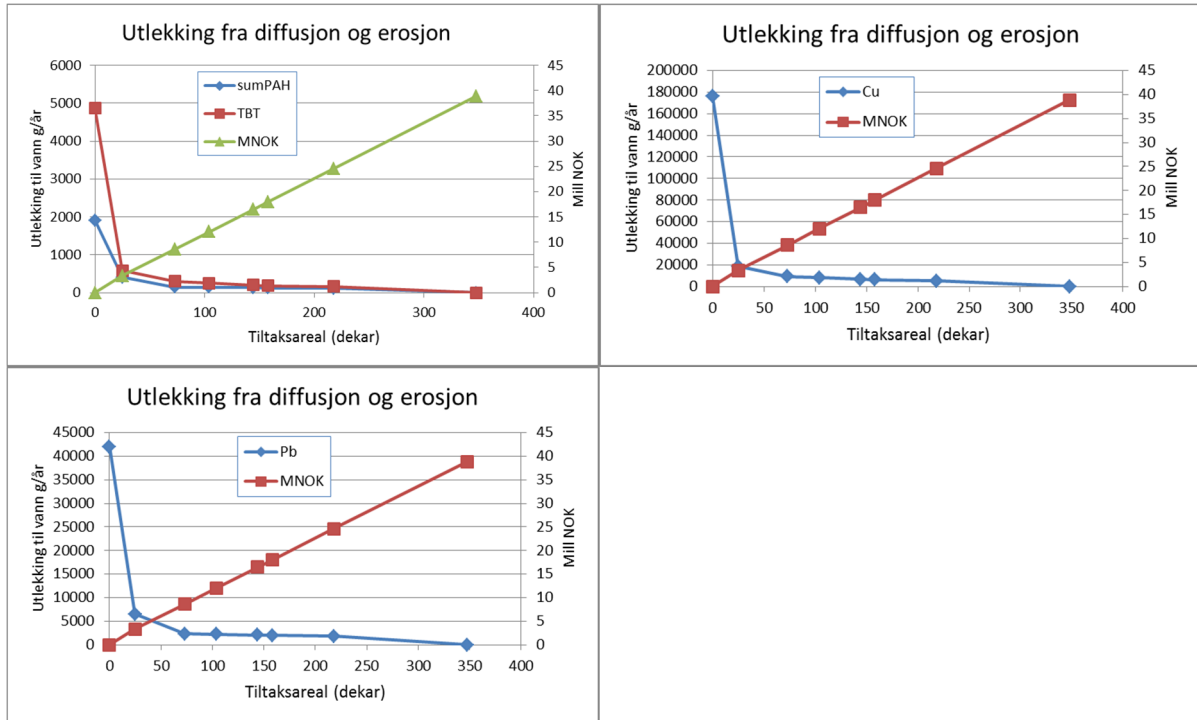 Utlekking fra diffusjon og erosjon
sumPAH
TBT
MNOK
Utlekking til vann g/år
6000
5000
4000
3000
2000
1000
0
45
40
35
30
25
20
15
10
5
0
Mill NOK
0 100 200 300 400
Tiltaksareal (dekar)
Utlekking fra diffusjon og erosjon
Cu
MNOK
Utlekking til vann g/år
200000
180000
160000
140000
120000
100000
80000
60000
40000
20000
0
45
40
35
30
25
20
15
10
5
0
Mill NOK
0 50 100 150 200 250 300 350 400
Tiltaksareal (dekar)
Utlekking fra diffusjon og erosjon
Pb
MNOK
Utlekking til vann g/år
45000
40000
35000
30000
25000
20000
15000
10000
5000
0
45
40
35
30
25
20
15
10
5
0
Mill NOK
0 50 100 150 200 250 300 350 400
Tiltaksareal (dekar)